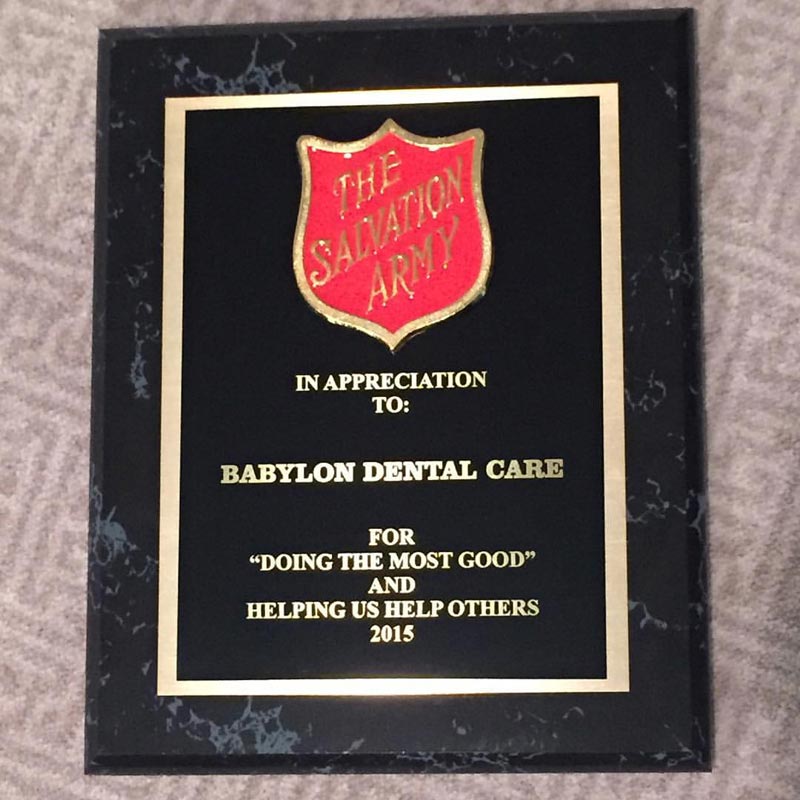 THE
SALVATION
ARMY
IN APPRECIATION
TO:
BABYLON DENTAL CARE
FOR
“DOING THE MOST GOOD”
AND
HELPING US HELP OTHERS
2015